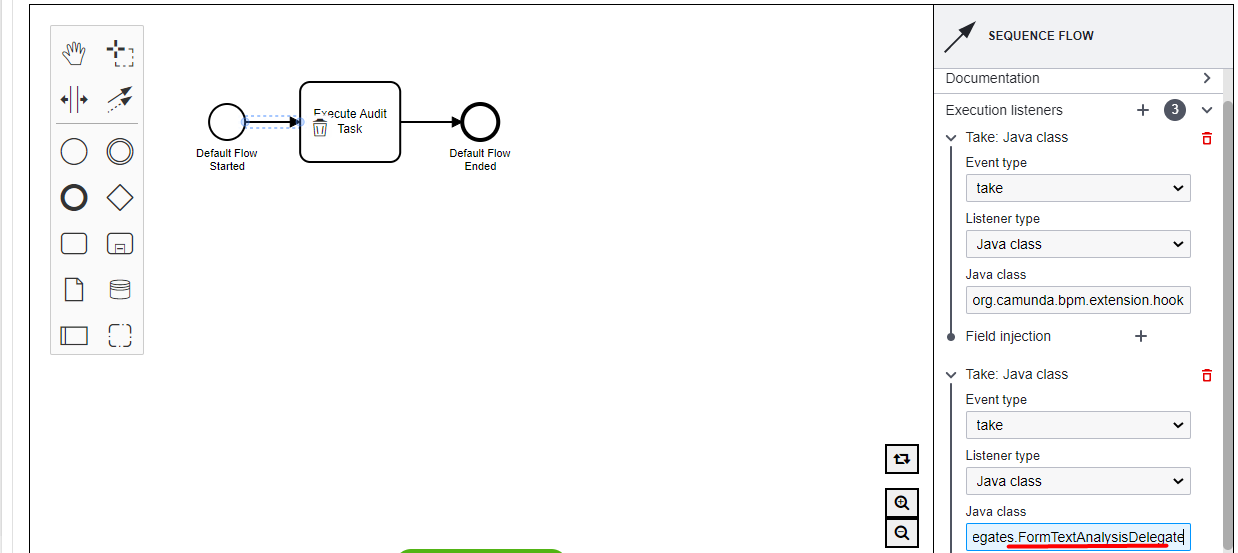 SEQUENCE FLOW
Documentation
Execution listeners
3
Take: Java class
Event type
take
Listener type
Java class
Java class
org.camunda.bpm.extension.hook
Field injection
Take: Java class
Event type
take
Listener type
Java class
Java class
egates.FormTextAnalysisDelegate
Execute Audit
Task
Default Flow
Started
Default Flow
Ended